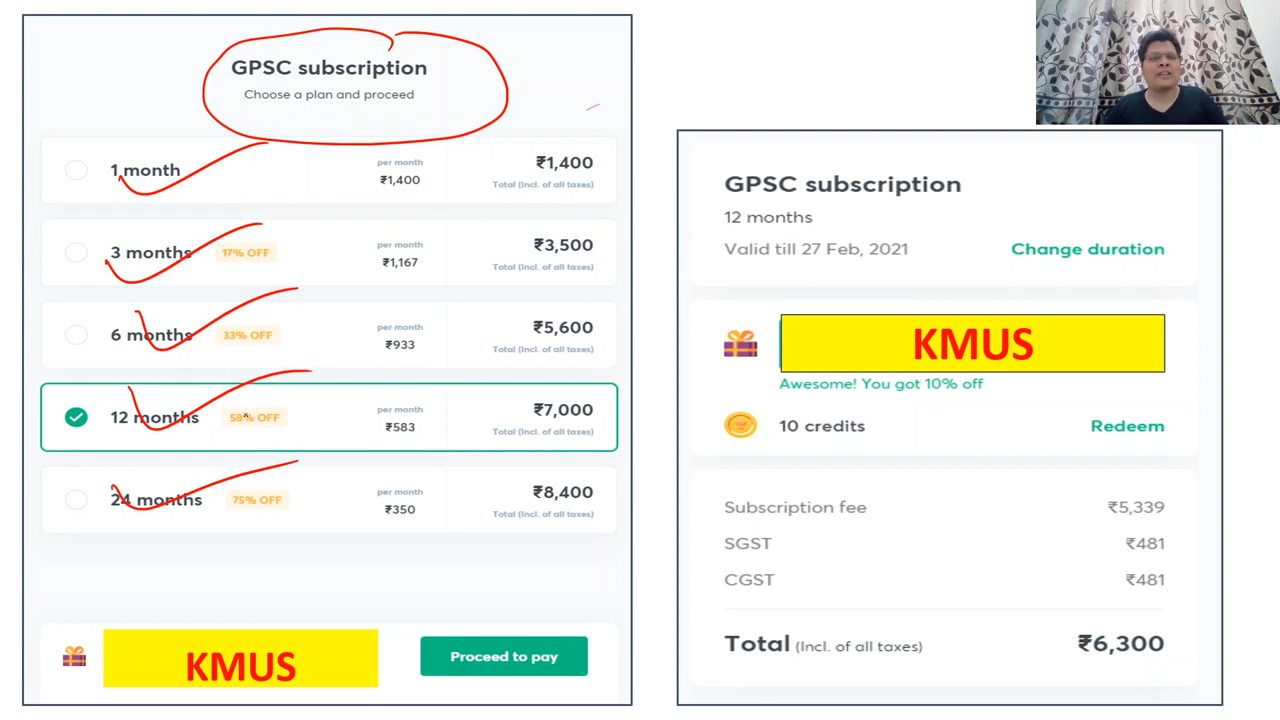 GPSC subscription
Choose a plan and proceed
1 month
per month
₹1,400
₹1,400
Total (Incl. of all taxes)
3 months
17% OFF
per month
₹1,167
₹3,500
Total (Incl. of all taxes)
6 months
33% OFF
per month
₹933
₹5,600
Total (Incl. of all taxes)
12 months
58% OFF
per month
₹583
₹7,000
Total (Incl. of all taxes)
24 months
75% OFF
per month
₹350
₹8,400
Total (Incl. of all taxes)
KMUS
Proceed to pay
GPSC subscription
12 months
Valid till 27 Feb, 2021
Change duration
KMUS
Awesome! You got 10% off
10 credits
Redeem
Subscription fee ₹5,339
SGST ₹481
CGST ₹481
Total (Incl. of all taxes) ₹6,300